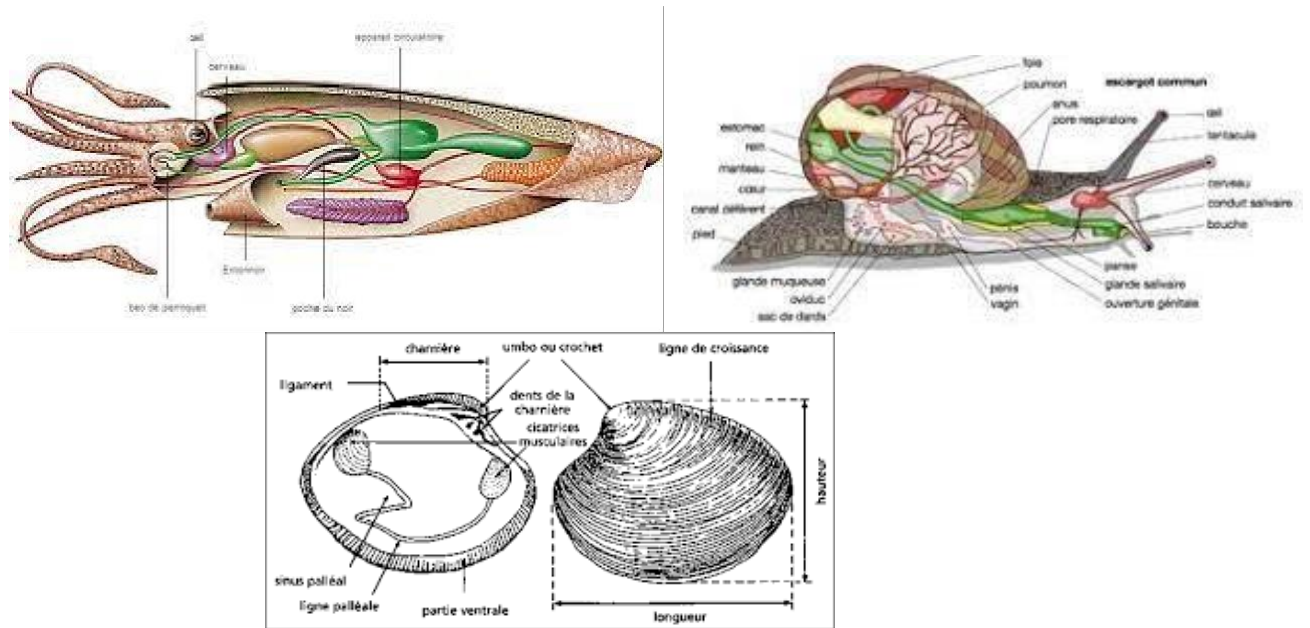 œil
appareil circulatoire
cerveau
Entonnoir
bec de perroquet
poche du noir
foie
poumon
escargot commun
anus
pore respiratoire
œil
tentacule
estomac
rein
manteau
cœur
canal déférent
pied
cerveau
conduit salivaire
bouche
panse
glande salivaire
ouverture génitale
glande muqueuse
oviduc
sac de dards
pénis
vagin
charnière
umbo ou crochet
ligne de croissance
ligament
dents de la
charnière
cicatrices
musculaires
hauteur
sinus palléal
ligne palléale
partie ventrale
longueur